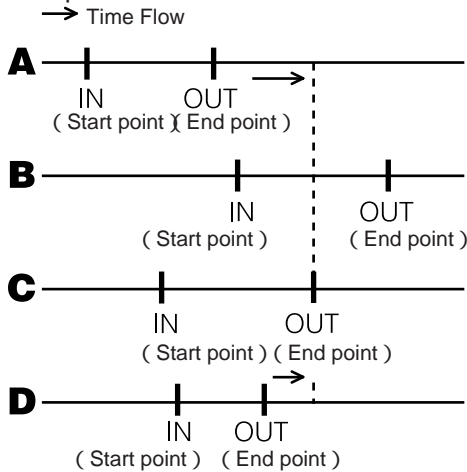 Time Flow
A
IN OUT
( Start point )( End point )
B
IN OUT
( Start point ) ( End point )
C
IN OUT
( Start point ) ( End point )
D
IN OUT
( Start point ) ( End point )